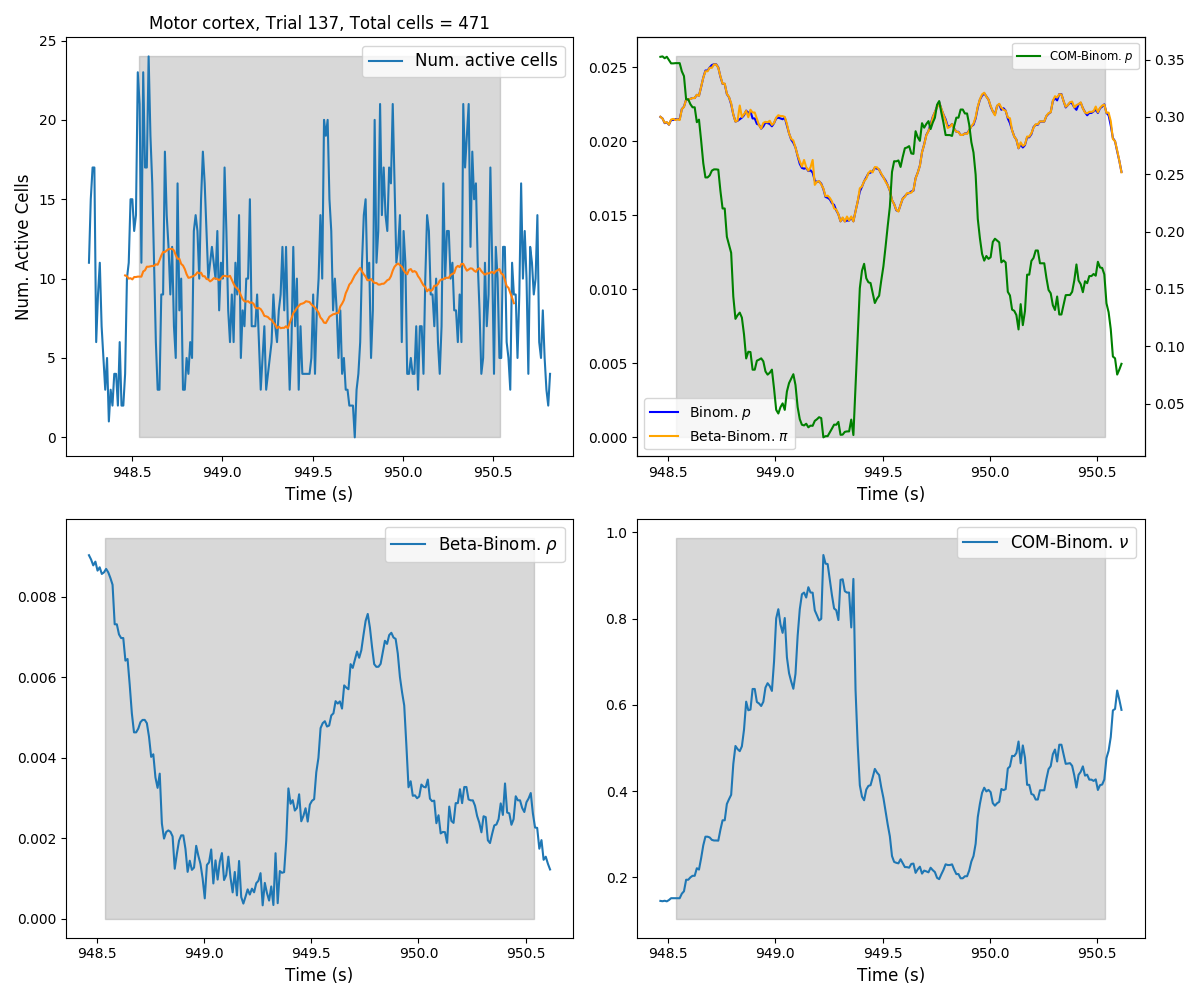 Motor cortex, Trial 137, Total cells = 471
Num. active cells
25
20
15
10
5
0
Num. Active Cells
948.5 949.0 949.5 950.0 950.5
Time (s)
COM-Binom. p
0.025
0.020
0.015
0.010
0.005
0.000
0.35
0.30
0.25
0.20
0.15
0.10
0.05
Binom. p
Beta-Binom. π
948.5 949.0 949.5 950.0 950.5
Time (s)
Beta-Binom. ρ
0.008
0.006
0.004
0.002
0.000
948.5 949.0 949.5 950.0 950.5
Time (s)
COM-Binom. ν
1.0
0.8
0.6
0.4
0.2
948.5 949.0 949.5 950.0 950.5
Time (s)